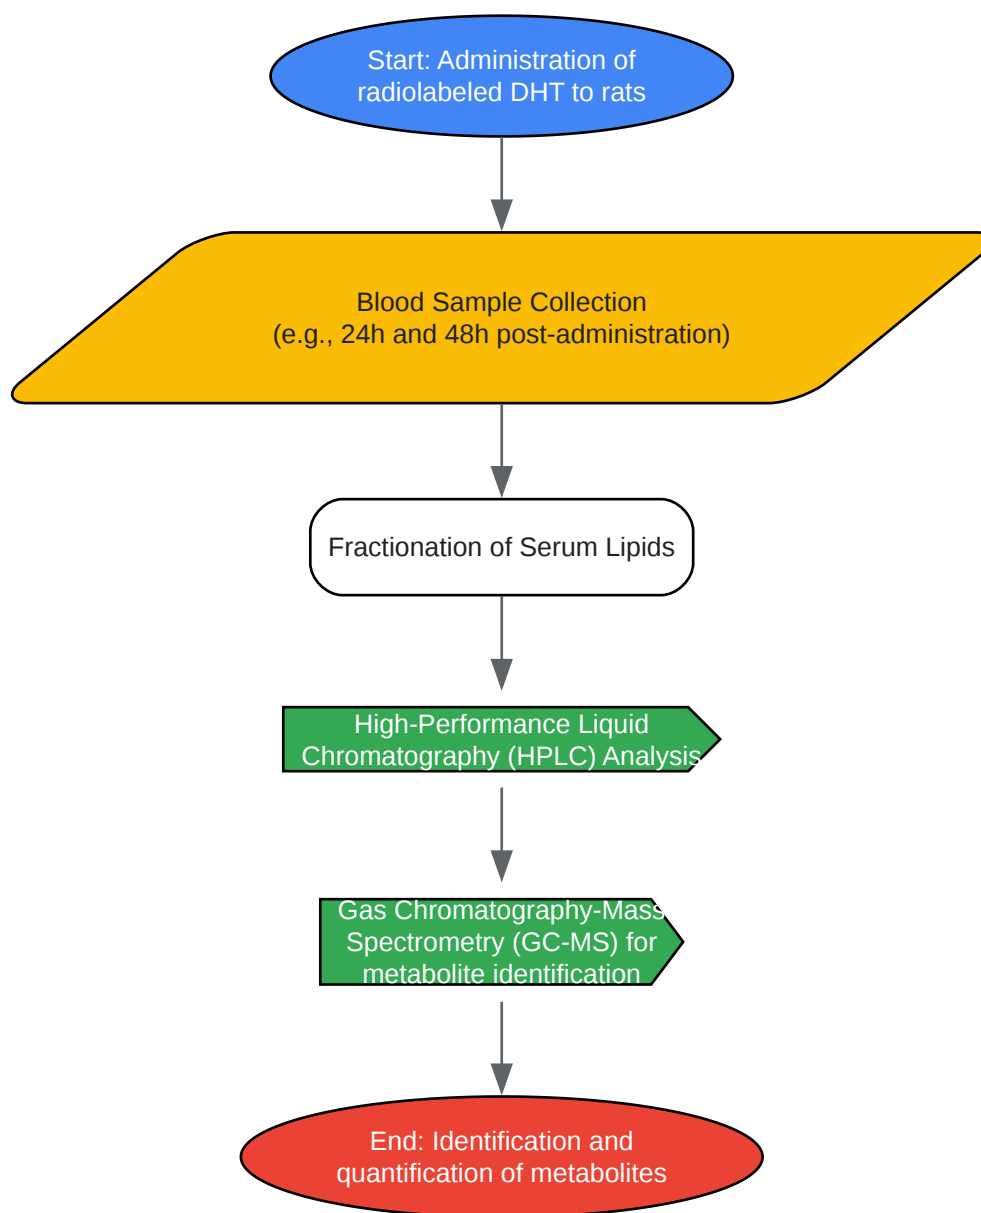 Start: Administration of
radiolabeled DHT to rats
Blood Sample Collection
(e.g., 24h and 48h post-administration)
Fractionation of Serum Lipids
High-Performance Liquid
Chromatography (HPLC) Analysis
Gas Chromatography-Mass
Spectrometry (GC-MS) for
metabolite identification
End: Identification and
quantification of metabolites